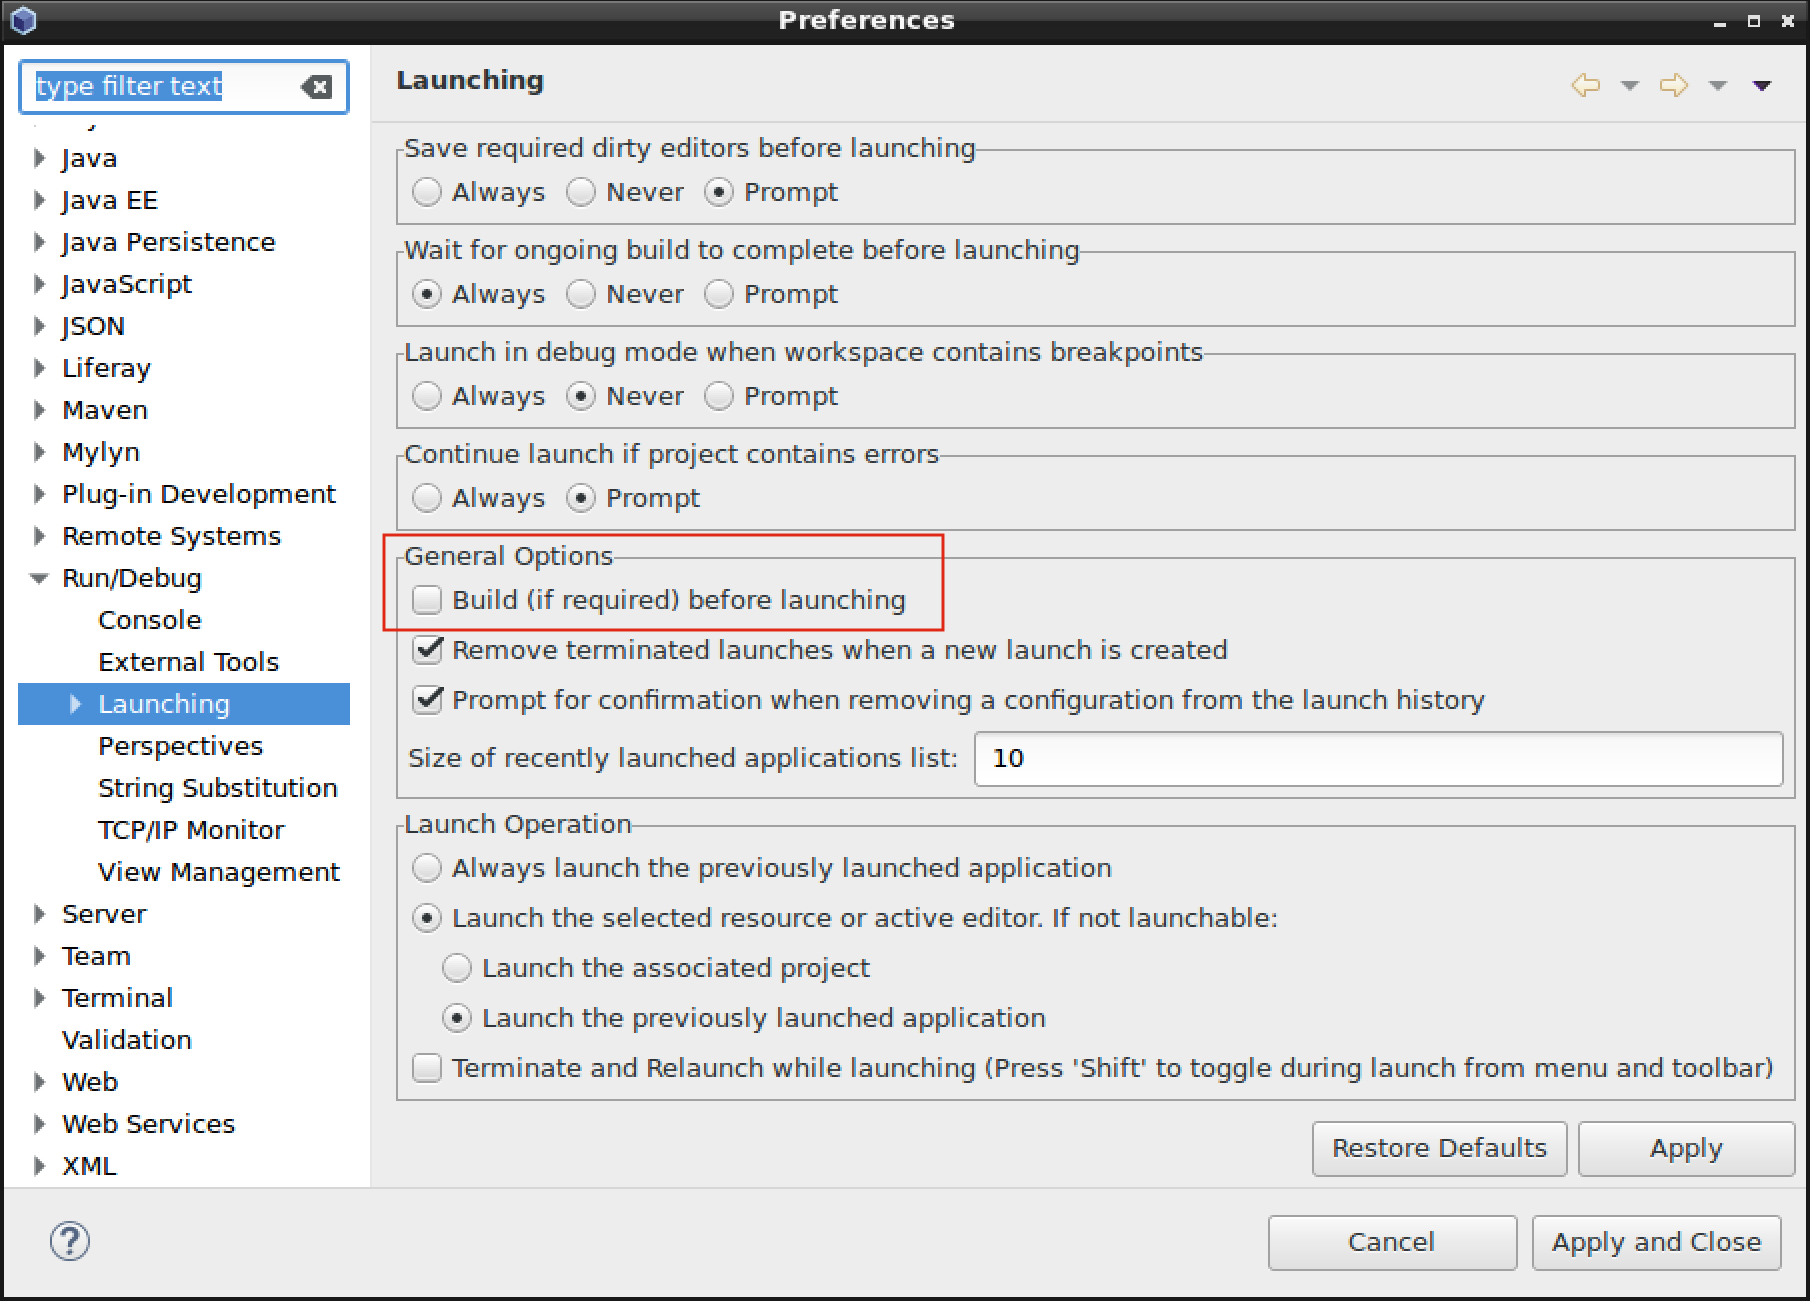 Preferences
type filter text
Java
Java EE
Java Persistence
JavaScript
JSON
Liferay
Maven
Mylyn
Plug-in Development
Remote Systems
Run/Debug
Console
External Tools
Launching
Perspectives
String Substitution
TCP/IP Monitor
View Management
Server
Team
Terminal
Validation
Web
Web Services
XML
Launching
Save required dirty editors before launching
Always Never Prompt
Wait for ongoing build to complete before launching
Always Never Prompt
Launch in debug mode when workspace contains breakpoints
Always Never Prompt
Continue launch if project contains errors
Always Prompt
General Options
Build (if required) before launching
Remove terminated launches when a new launch is created
Prompt for confirmation when removing a configuration from the launch history
Size of recently launched applications list: 10
Launch Operation
Always launch the previously launched application
Launch the selected resource or active editor. If not launchable:
Launch the associated project
Launch the previously launched application
Terminate and Relaunch while launching (Press 'Shift' to toggle during launch from menu and toolbar)
Restore Defaults Apply
? Cancel Apply and Close